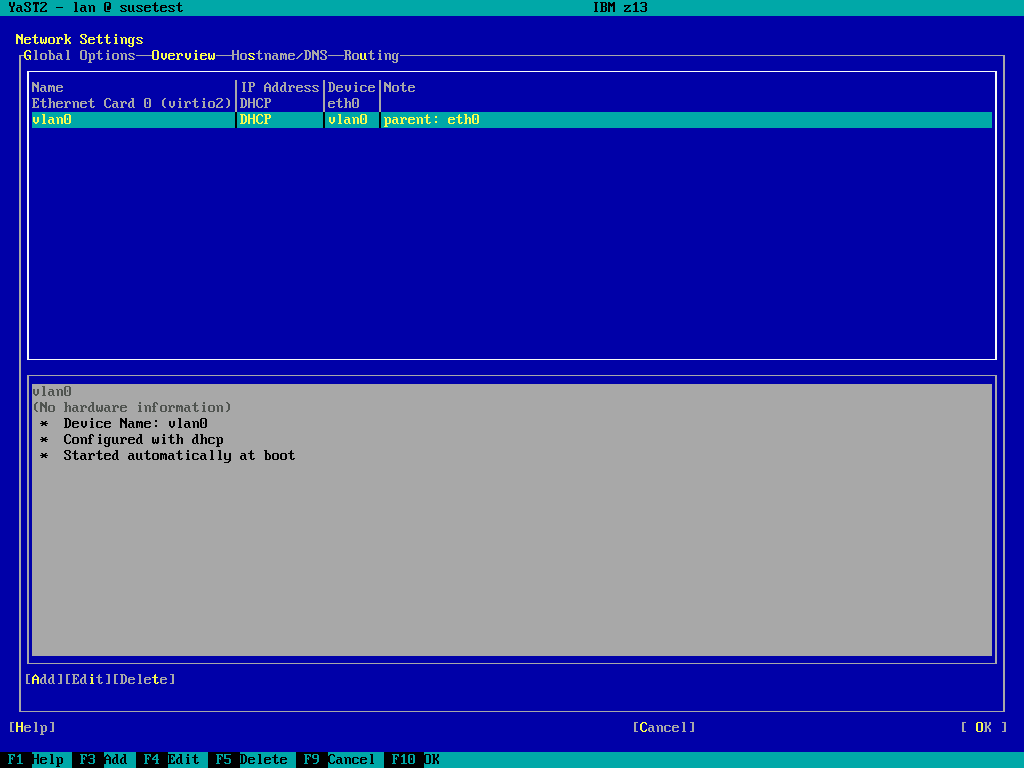 YaST2 - lan @ susetest IBM z13
Network Settings
Global Options Overview Hostname/DNS Routing
Name IP Address Device Note
Ethernet Card 0 (virtio2) DHCP eth0
vlan0 DHCP vlan0 parent: eth0
vlan0
(No hardware information)
* Device Name: vlan0
* Configured with dhcp
* Started automatically at boot
[Add][Edit][Delete]
[Help] [Cancel] [ OK ]
F1 Help F3 Add F4 Edit F5 Delete F9 Cancel F10 OK